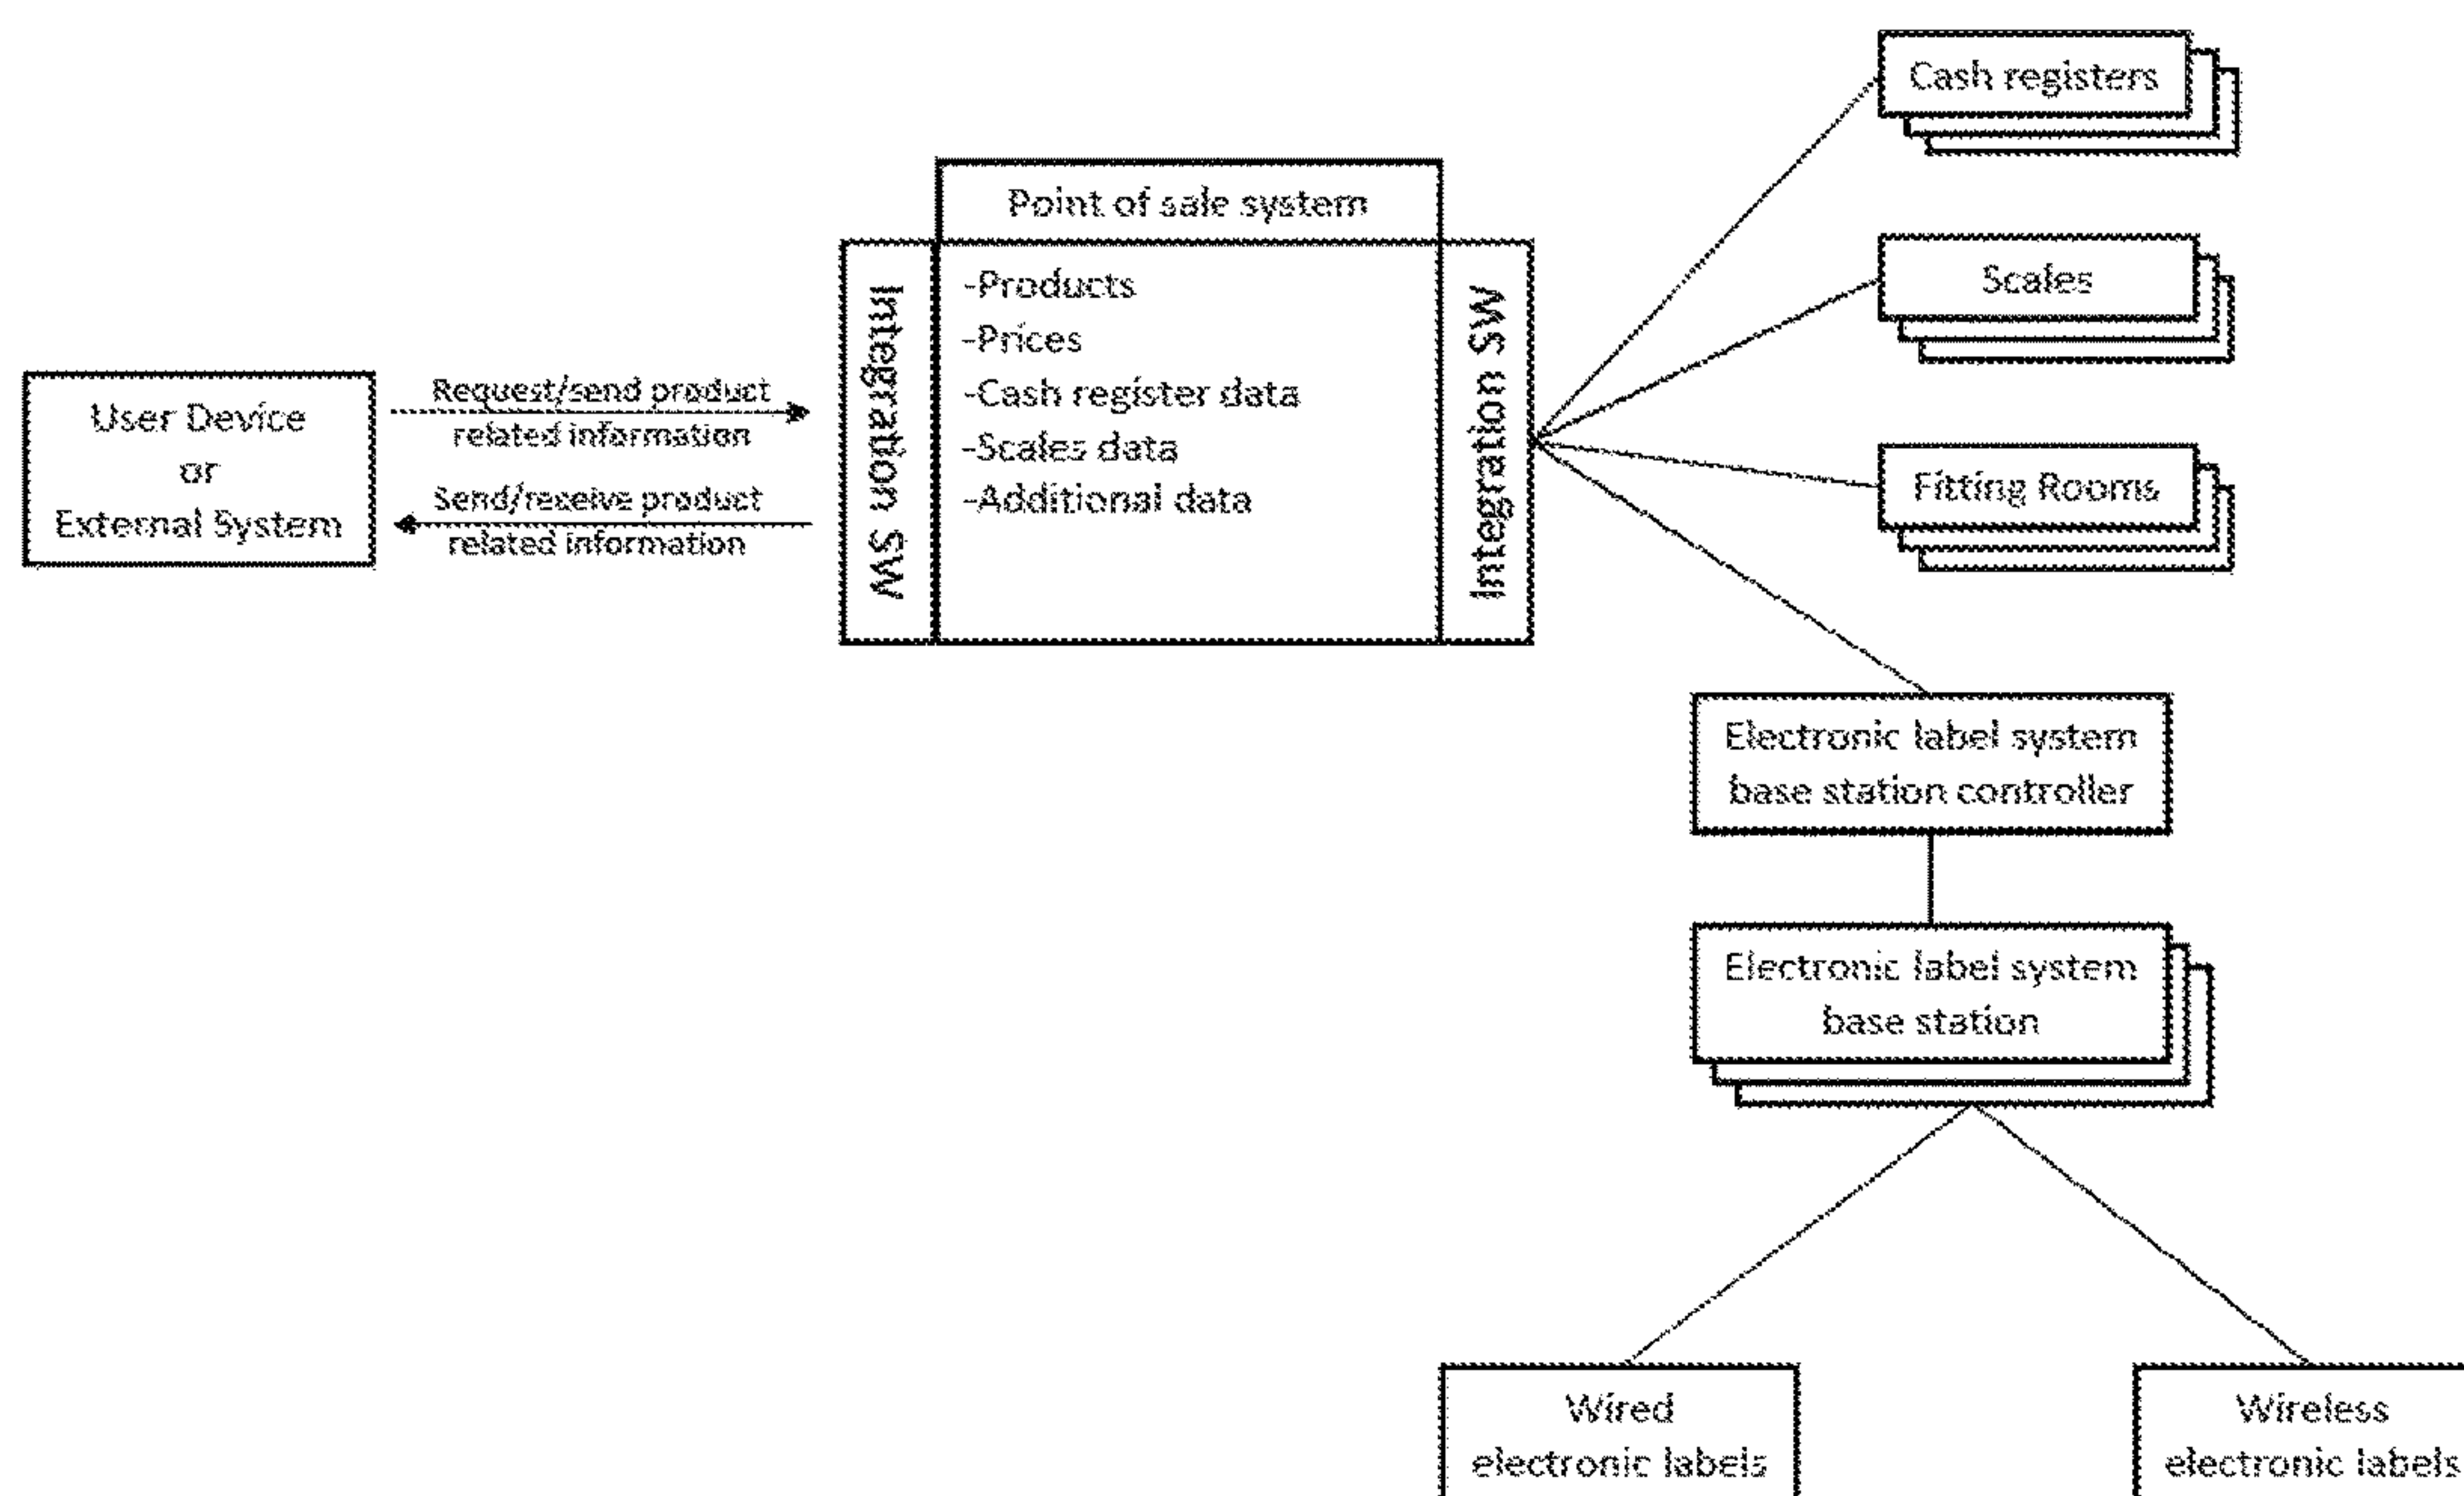 Cash registers
Point of sale system
Scales
-Products
-Prices
-Cash register data
-Scales data
-Additional data
Integration SW
Integration SW
User Device
or
External System
Request/send product
related information
Send/receive product
related information
Fitting Rooms
Electronic label system
base station controller
Electronic label system
base station
Wired
electronic labels
Wireless
electronic labels